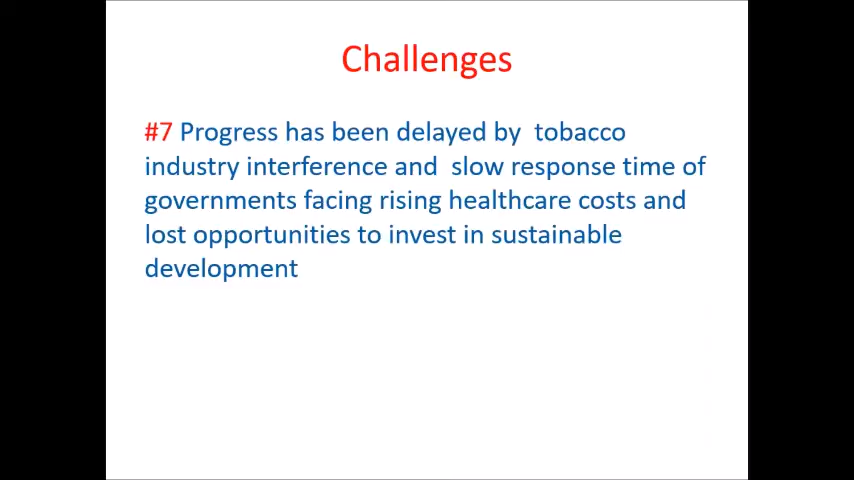 Challenges
#7 Progress has been delayed by  tobacco
industry interference and  slow response time of
governments facing rising healthcare costs and
lost opportunities to invest in sustainable
development